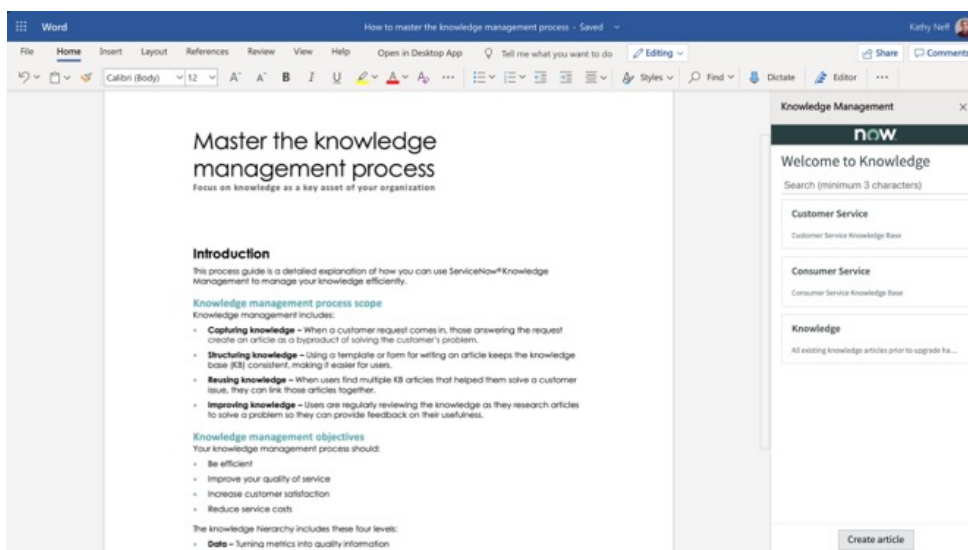 Word
How to master the knowledge management process - Saved
Kathy Neff
File Home Insert Layout References Review View Help Open in Desktop App Tell me what you want to do Editing Share Comments
Calibri (Body) 12 A A B I U A A Styles Find Dictate Editor
Master the knowledge
management process
Focus on knowledge as a key asset of your organization
Introduction
This process guide is a detailed explanation of how you can use ServiceNow® Knowledge
Management to manage your knowledge efficiently.
Knowledge management process scope
Knowledge management includes:
• Capturing knowledge – When a customer request comes in, those answering the request
create an article as a byproduct of solving the customer's problem.
• Structuring knowledge – Using a template or form for writing an article keeps the knowledge
base (KB) consistent, making it easier for users.
• Reusing knowledge – When users find multiple KB articles that helped them solve a customer
issue, they can link those articles together.
• Improving knowledge – Users are regularly reviewing the knowledge as they research articles
to solve a problem so they can provide feedback on their usefulness.
Knowledge management objectives
Your knowledge management process should:
• Be efficient
• Improve your quality of service
• Increase customer satisfaction
• Reduce service costs
The knowledge hierarchy includes these four levels:
• Data – Turning metrics into quality information
Knowledge Management
now
Welcome to Knowledge
Search (minimum 3 characters)
Customer Service
Customer Service Knowledge Base
Consumer Service
Consumer Service Knowledge Base
Knowledge
All existing knowledge articles prior to upgrade ha...
Create article